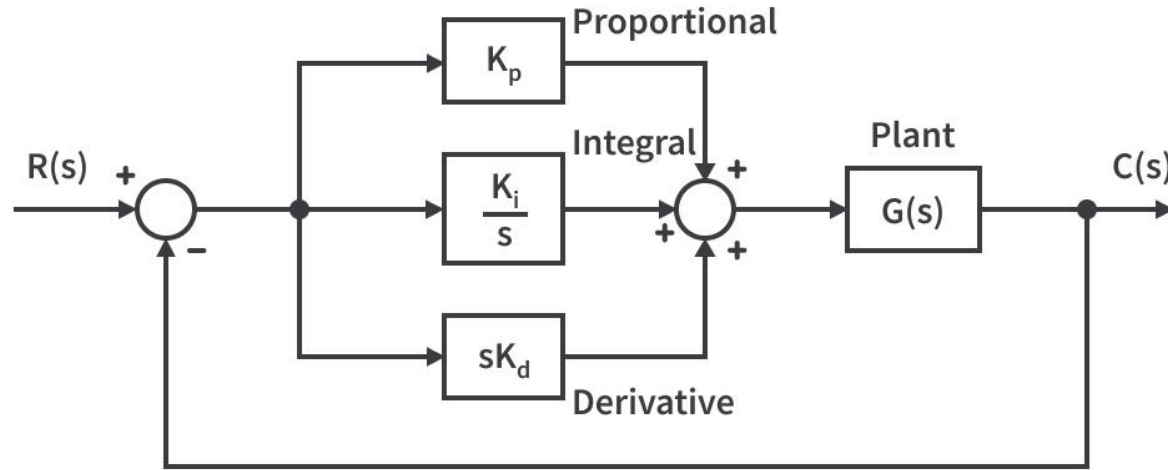 Proportional
Kp
Integral
Plant
R(s)
+
Ki
s
+
C(s)
G(s)
−
+
+
sKd
Derivative